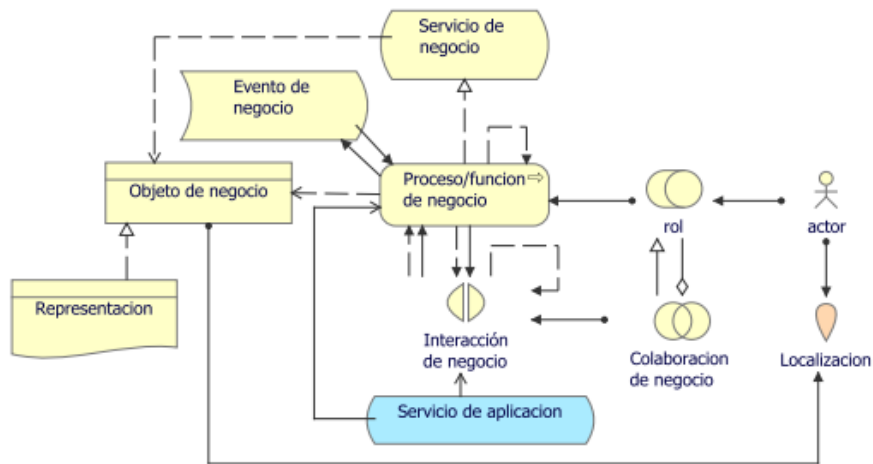 Servicio de
negocio
Evento de
negocio
Objeto de negocio
Proceso/funcion
de negocio
rol
actor
Representacion
Interacción
de negocio
Colaboracion
de negocio
Localizacion
Servicio de aplicacion